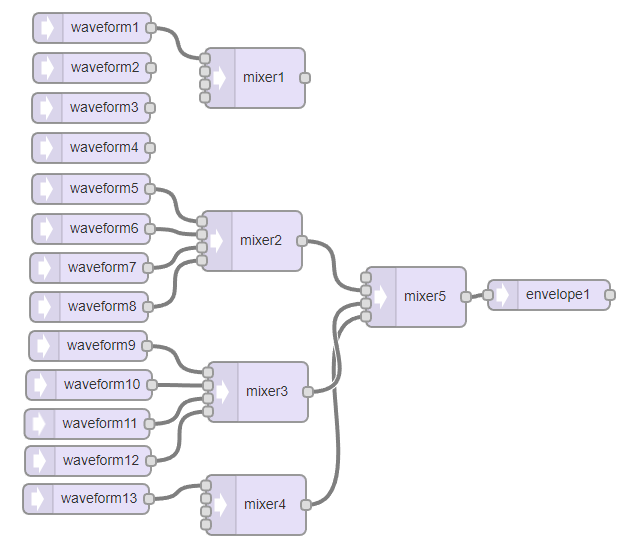 waveform1
waveform2
mixer1
waveform3
waveform4
waveform5
waveform6
mixer2
waveform7
waveform8
mixer5
envelope1
waveform9
waveform10
mixer3
waveform11
waveform12
waveform13
mixer4